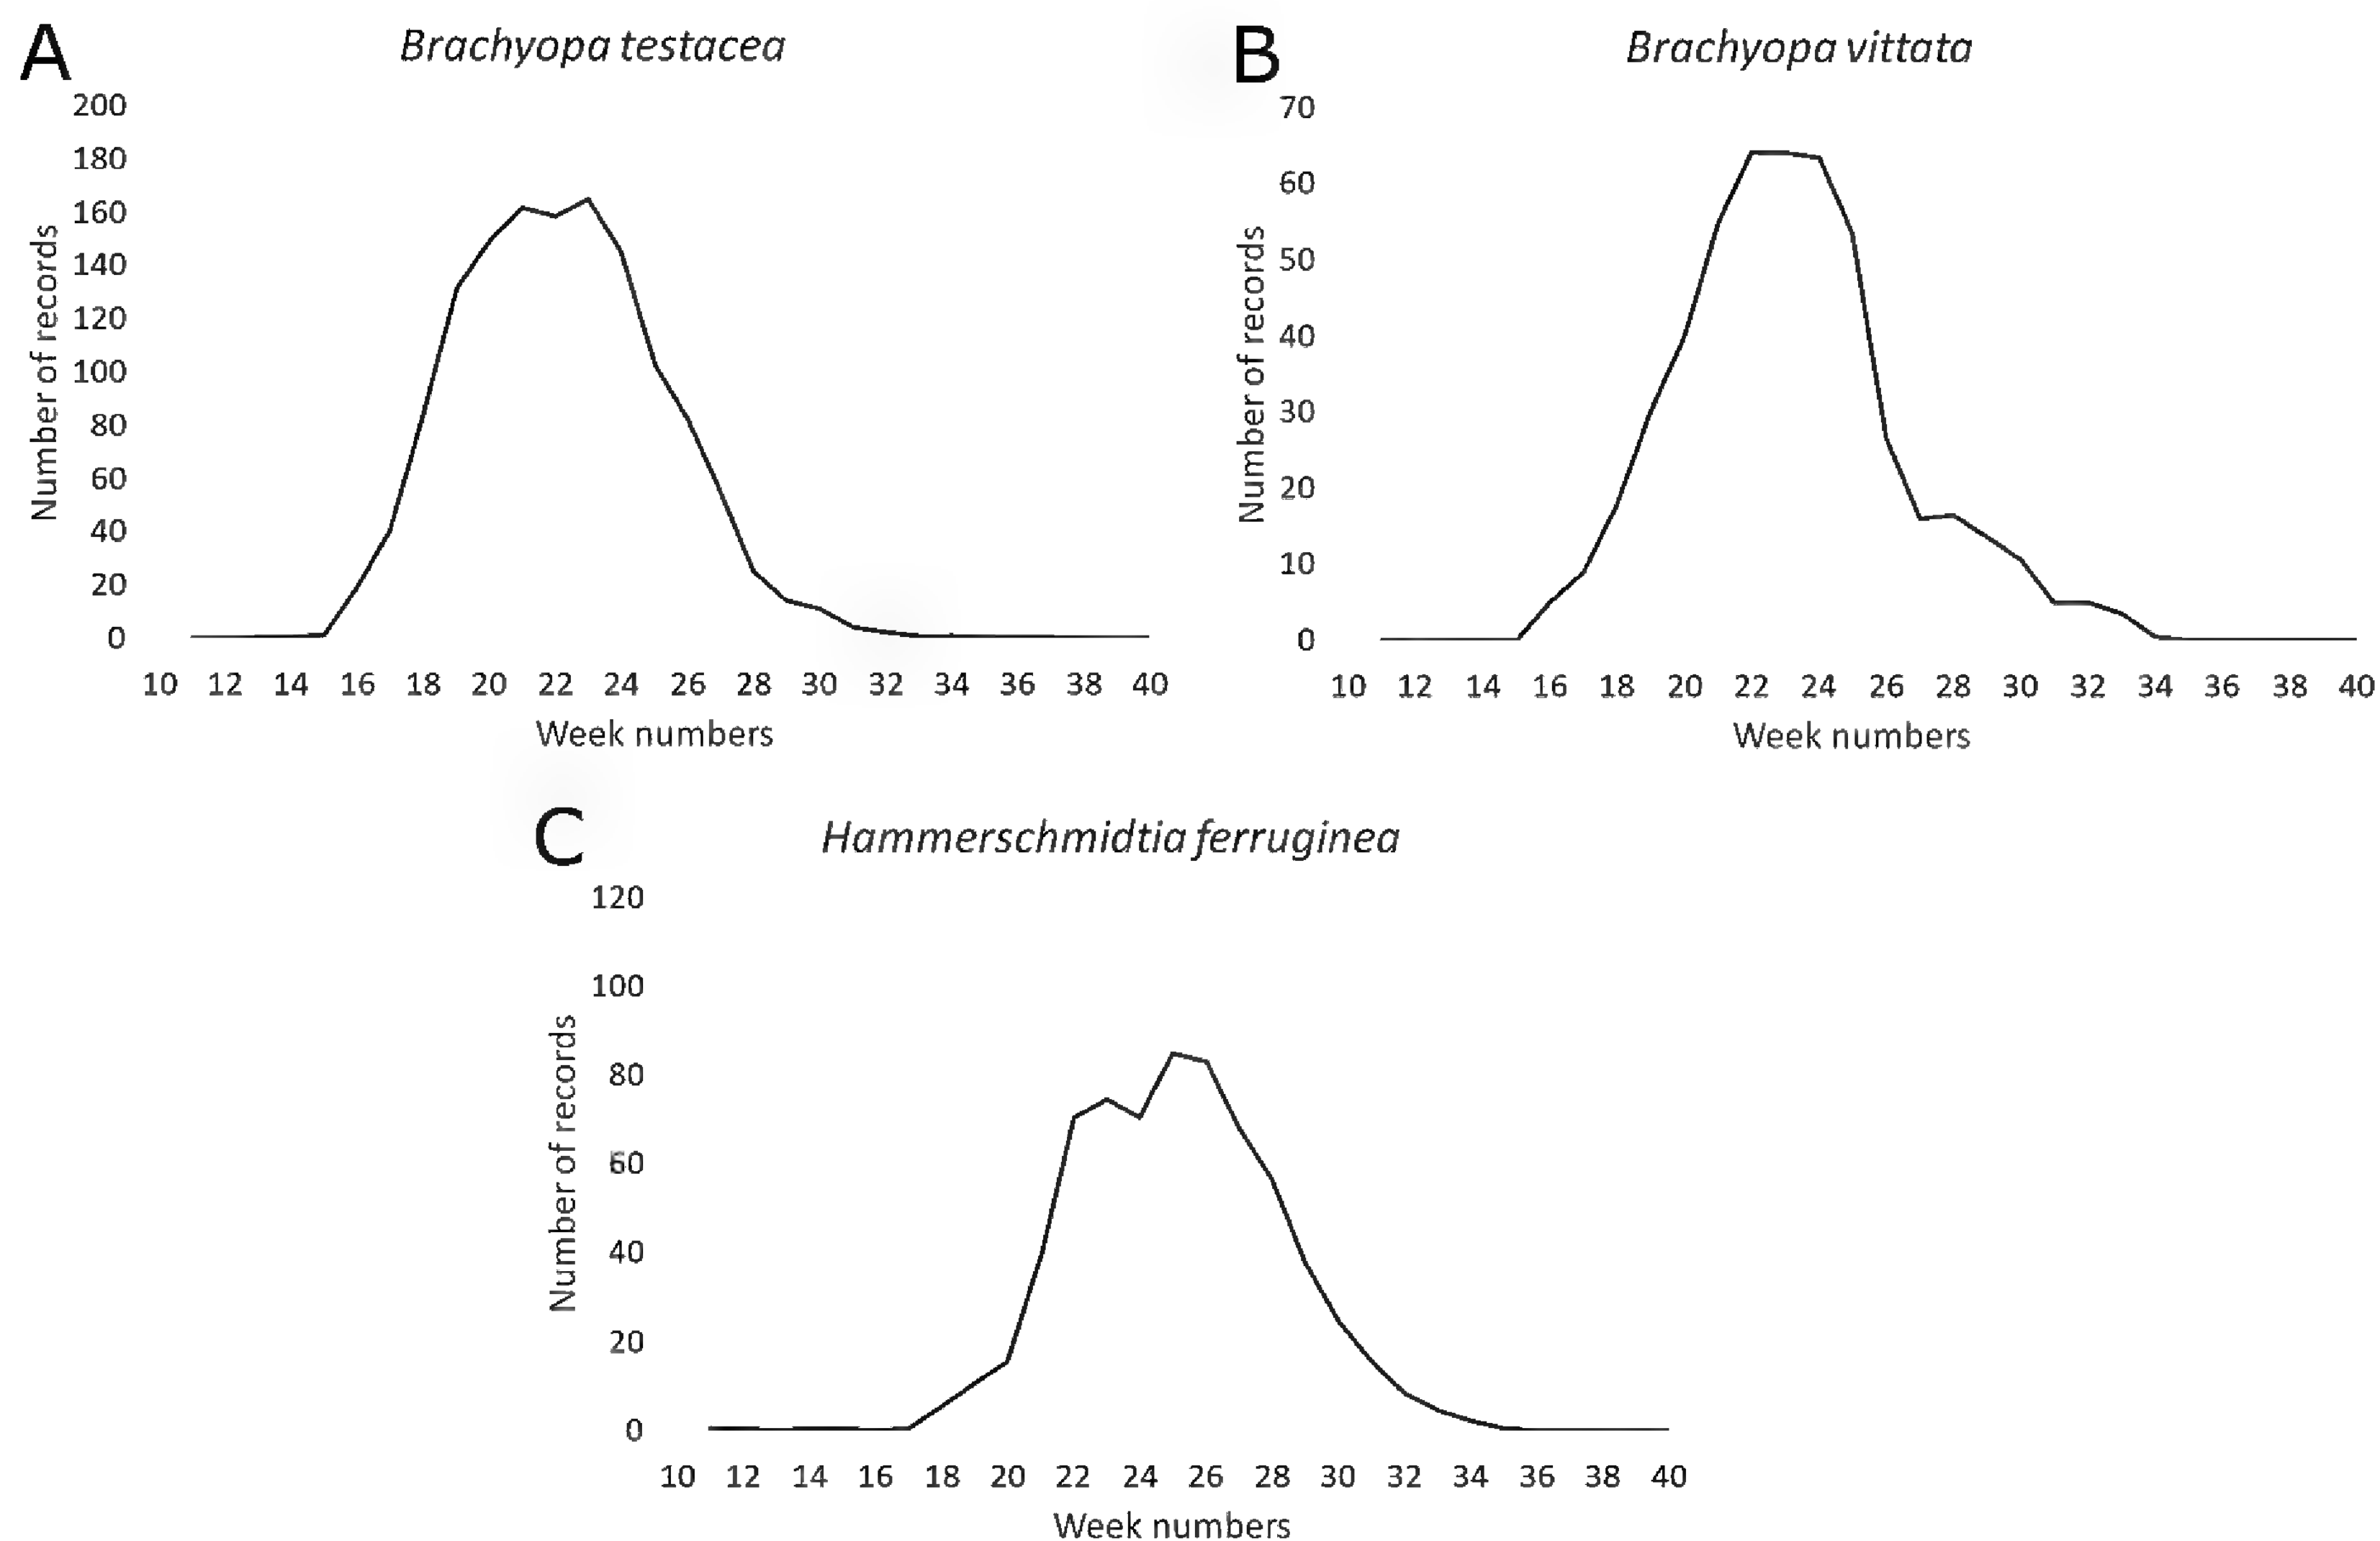 A
Brachyopa testacea
200
180
160
140
120
100
80
60
40
20
0
Number of records
10 12 14 16 18 20 22 24 26 28 30 32 34 36 38 40
Week numbers
B
Brachyopa vittata
70
60
50
40
30
20
10
0
Number of records
10 12 14 16 18 20 22 24 26 28 30 32 34 36 38 40
Week numbers
C
Hammerschmidtia ferruginea
120
100
80
60
40
20
0
Number of records
10 12 14 16 18 20 22 24 26 28 30 32 34 36 38 40
Week numbers